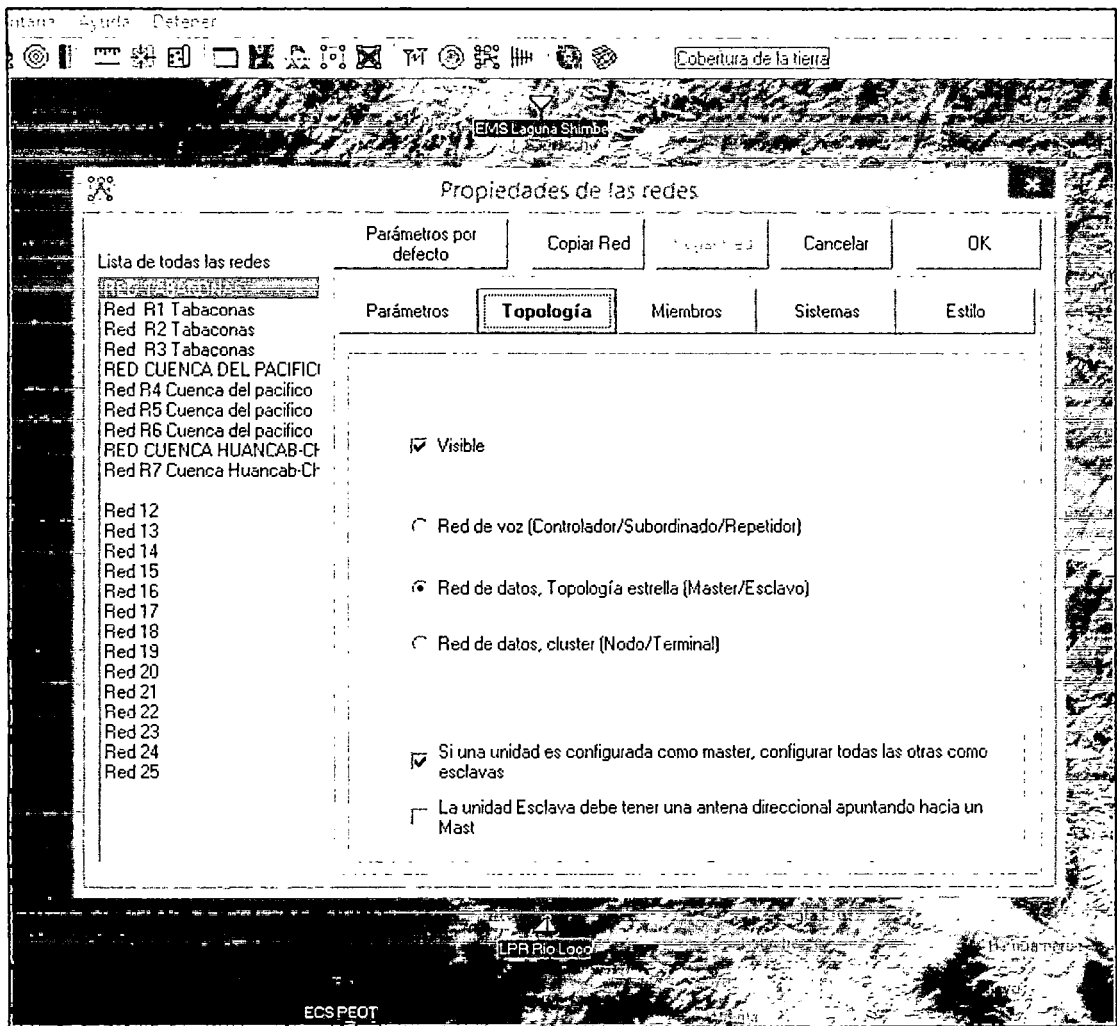 Ayuda Detener
Cobertura de la tierra
EMS Laguna Shimbe
Propiedades de las redes
Parámetros por defecto
Copiar Red
Cancelar
OK
Lista de todas las redes
RED TABACONAS
Red R1 Tabaconas
Red R2 Tabaconas
Red R3 Tabaconas
RED CUENCA DEL PACIFICI
Red R4 Cuenca del pacifico
Red R5 Cuenca del pacifico
Red R6 Cuenca del pacifico
RED CUENCA HUANCAB-CH
Red R7 Cuenca Huancab-Ch
Red 12
Red 13
Red 14
Red 15
Red 16
Red 17
Red 18
Red 19
Red 20
Red 21
Red 22
Red 23
Red 24
Red 25
Parámetros
Topología
Miembros
Sistemas
Estilo
Visible
Red de voz (Controlador/Subordinado/Repetidor)
Red de datos, Topología estrella (Master/Esclavo)
Red de datos, cluster (Nodo/Terminal)
Si una unidad es configurada como master, configurar todas las otras como
esclavas
La unidad Esclava debe tener una antena direccional apuntando hacia un
Mast
LPR Rio Loco
ECS PEOT